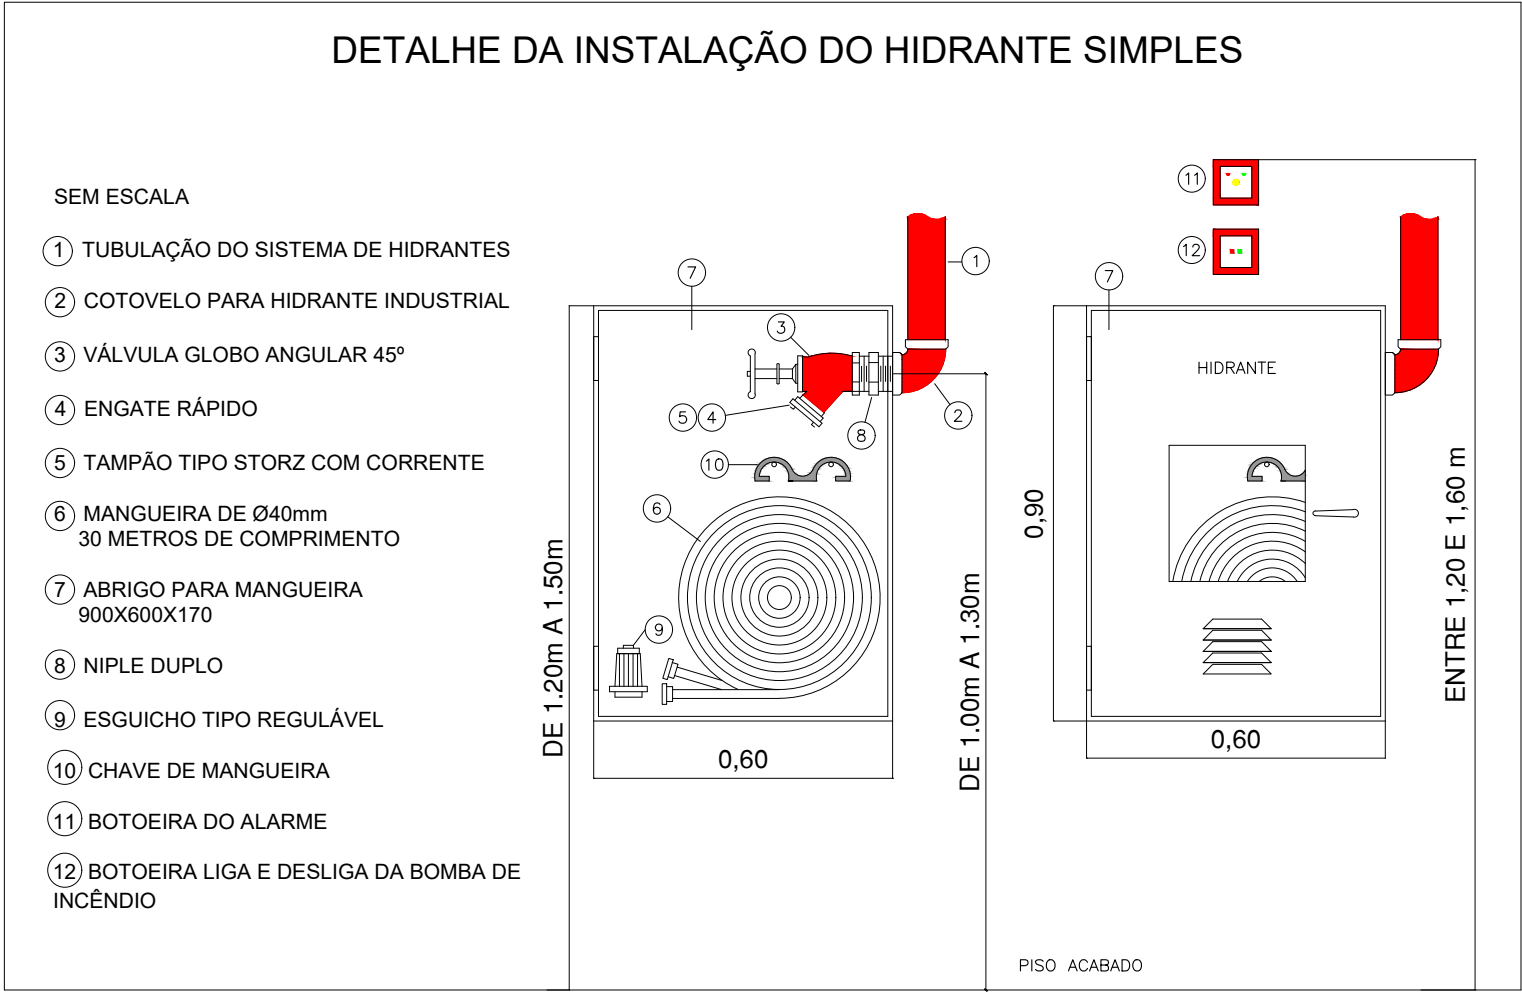 DETALHE DA INSTALAÇÃO DO HIDRANTE SIMPLES
SEM ESCALA
1 TUBULAÇÃO DO SISTEMA DE HIDRANTES
2 COTOVELO PARA HIDRANTE INDUSTRIAL
3 VÁLVULA GLOBO ANGULAR 45º
4 ENGATE RÁPIDO
5 TAMPÃO TIPO STORZ COM CORRENTE
6 MANGUEIRA DE Ø40mm
30 METROS DE COMPRIMENTO
7 ABRIGO PARA MANGUEIRA
900X600X170
8 NIPLE DUPLO
9 ESGUICHO TIPO REGULÁVEL
10 CHAVE DE MANGUEIRA
11 BOTOEIRA DO ALARME
12 BOTOEIRA LIGA E DESLIGA DA BOMBA DE
INCÊNDIO
DE 1.20m A 1.50m
7
1
3
5 4
8
2
10
6
9
0,60
DE 1.00m A 1.30m
11
12
7
HIDRANTE
0,90
0,60
ENTRE 1,20 E 1,60 m
PISO ACABADO